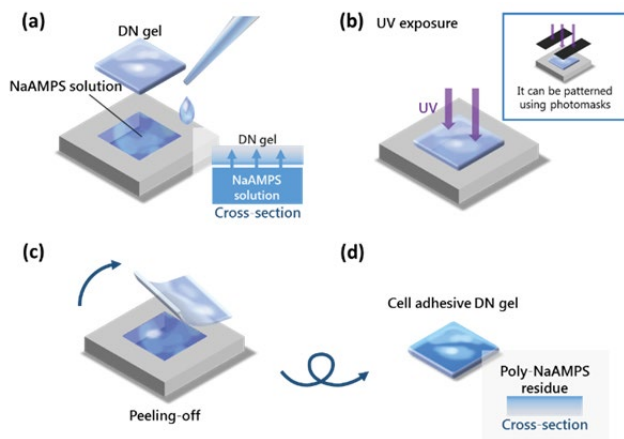 (a)
DN gel
NaAMPS solution
DN gel
NaAMPS
solution
Cross-section
(b)
UV exposure
UV
It can be patterned
using photomasks
(c)
Peeling-off
(d)
Cell adhesive DN gel
Poly-NaAMPS
residue
Cross-section